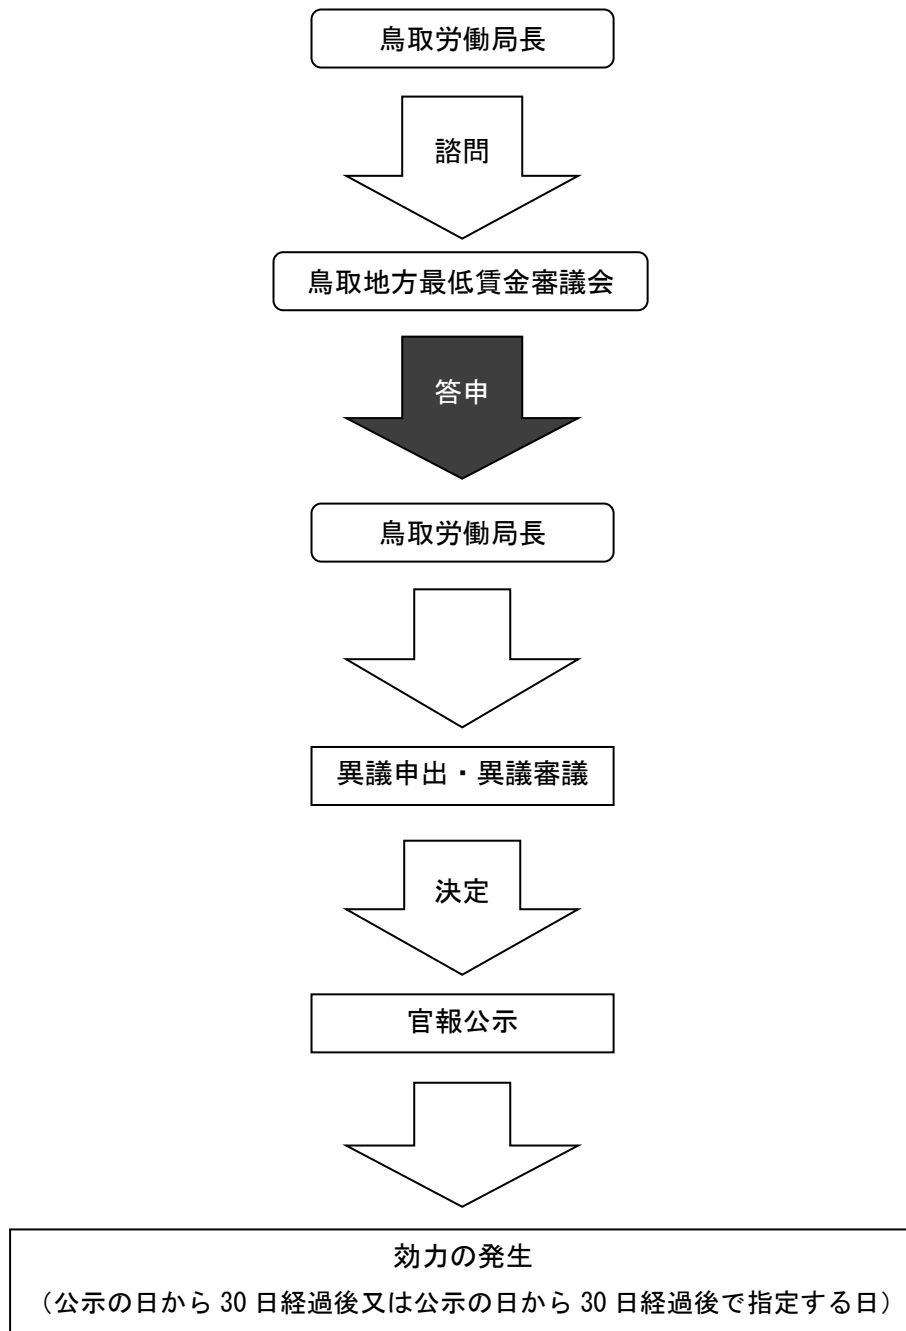 鳥取労働局長
諮問
鳥取地方最低賃金審議会
答申
鳥取労働局長
異議申出・異議審議
決定
官報公示
効力の発生
（公示の日から 30 日経過後又は公示の日から 30 日経過後で指定する日）